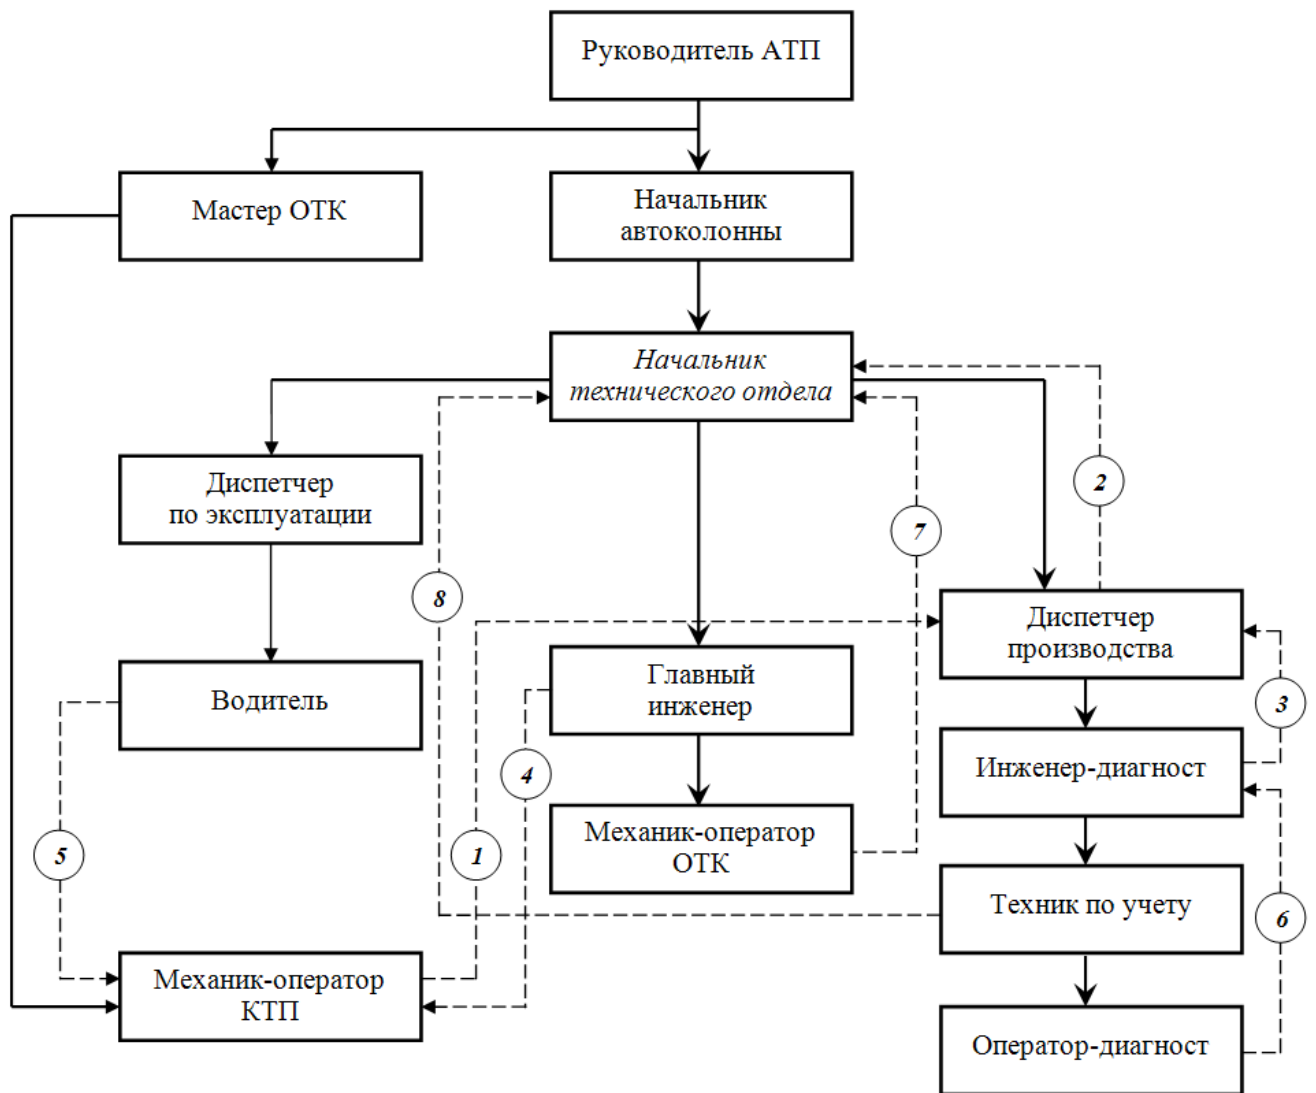 Руководитель АТП
Мастер ОТК
Начальник
автоколонны
Начальник
технического отдела
Диспетчер
по эксплуатации
2
7
8
Диспетчер
производства
Водитель
Главный
инженер
3
4
Инженер-диагност
5
1
Механик-оператор
ОТК
Техник по учету
6
Механик-оператор
КТП
Оператор-диагност